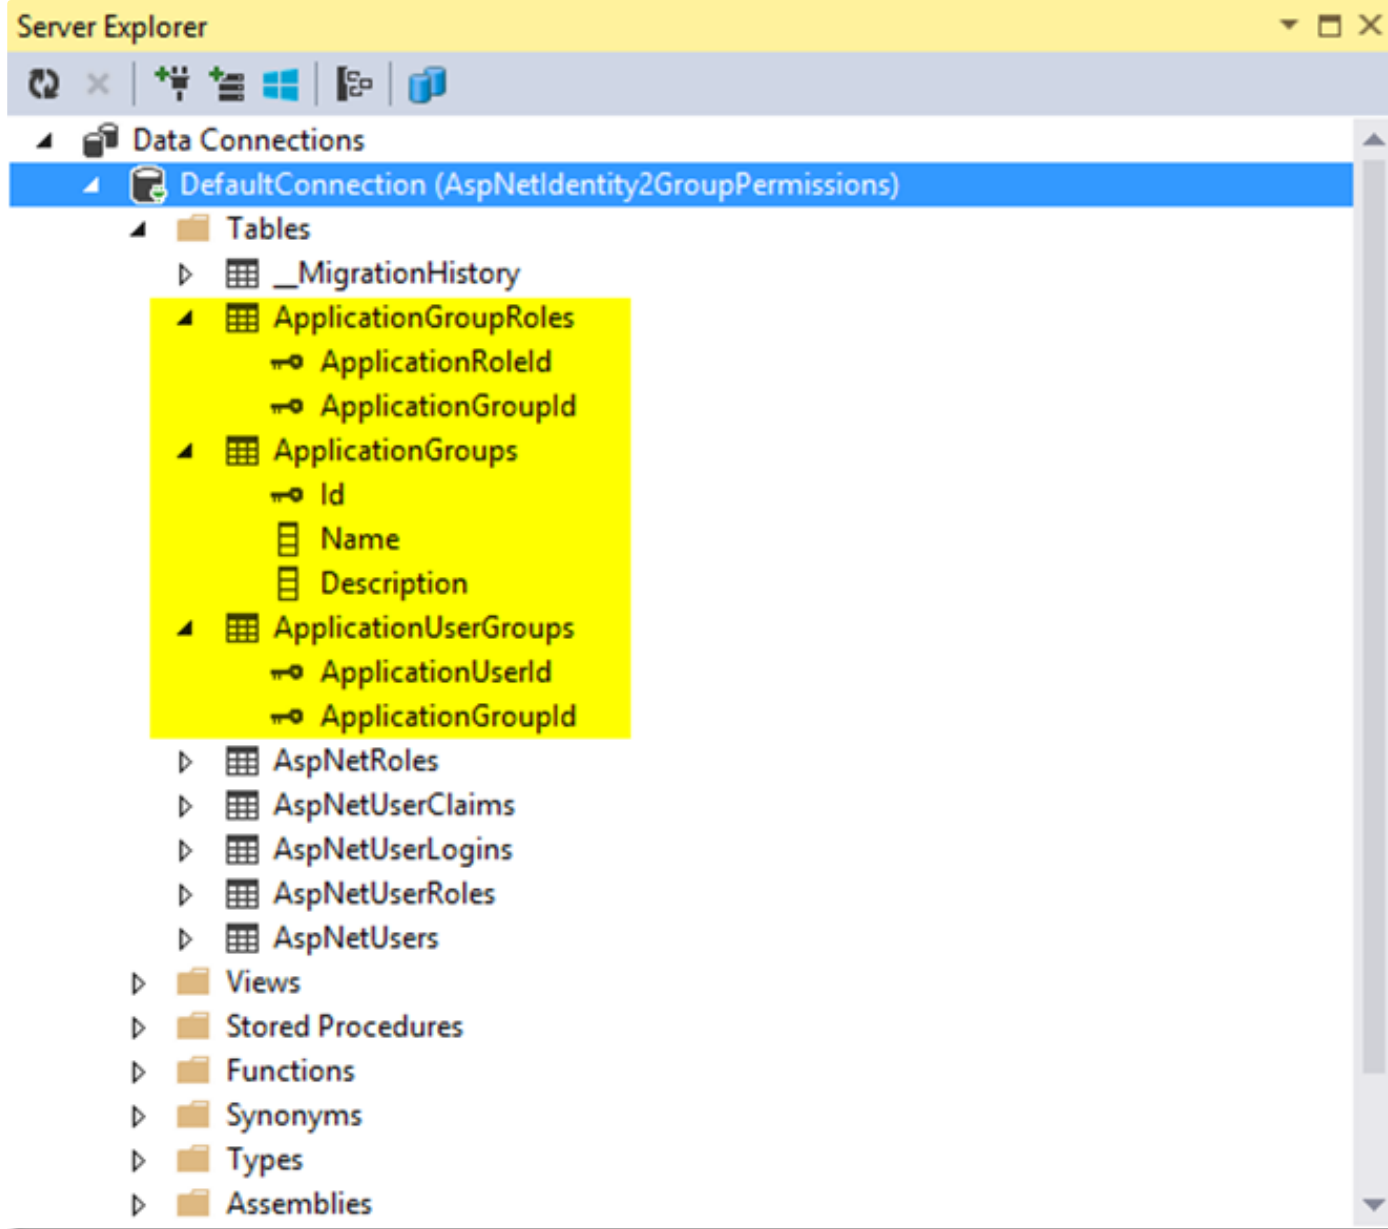 Server Explorer
Data Connections
DefaultConnection (AspNetIdentity2GroupPermissions)
Tables
__MigrationHistory
ApplicationGroupRoles
ApplicationRoleId
ApplicationGroupId
ApplicationGroups
Id
Name
Description
ApplicationUserGroups
ApplicationUserId
ApplicationGroupId
AspNetRoles
AspNetUserClaims
AspNetUserLogins
AspNetUserRoles
AspNetUsers
Views
Stored Procedures
Functions
Synonyms
Types
Assemblies